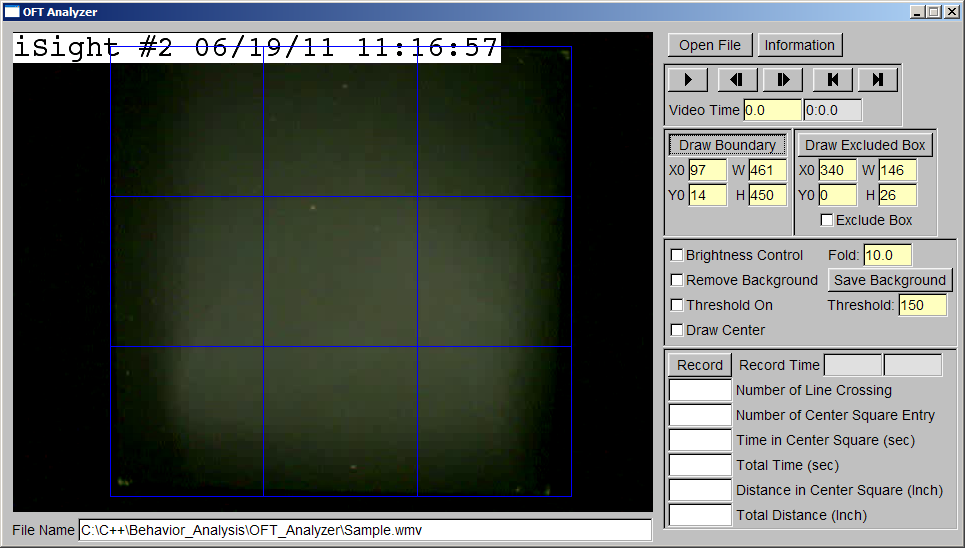 OFT Analyzer
iSight #2 06/19/11 11:16:57
Open File Information
Video Time 0.0 0:0.0
Draw Boundary Draw Excluded Box
X0 97 W 461 X0 340 W 146
Y0 14 H 450 Y0 0 H 26
Exclude Box
Brightness Control Fold: 10.0
Remove Background Save Background
Threshold On Threshold: 150
Draw Center
Record Record Time
Number of Line Crossing
Number of Center Square Entry
Time in Center Square (sec)
Total Time (sec)
Distance in Center Square (Inch)
Total Distance (Inch)
File Name C:\C++\Behavior_Analysis\OFT_Analyzer\Sample.wmv